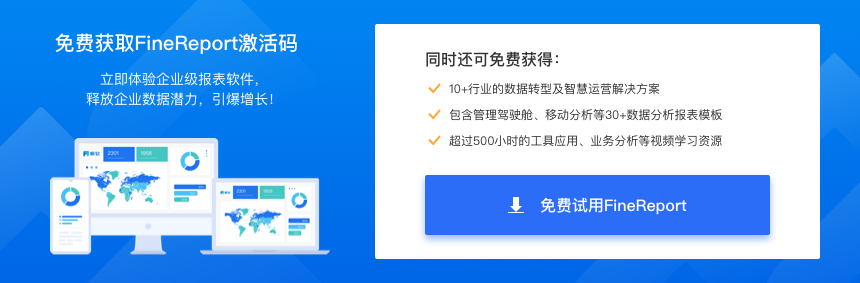 免费获取FineReport激活码
立即体验企业级报表软件，
释放企业数据潜力，引爆增长！
同时还可免费获得：
10+行业的数据转型及智慧运营解决方案
包含管理驾驶舱、移动分析等30+数据分析报表模板
超过500小时的工具应用、业务分析等视频学习资源
免费试用FineReport